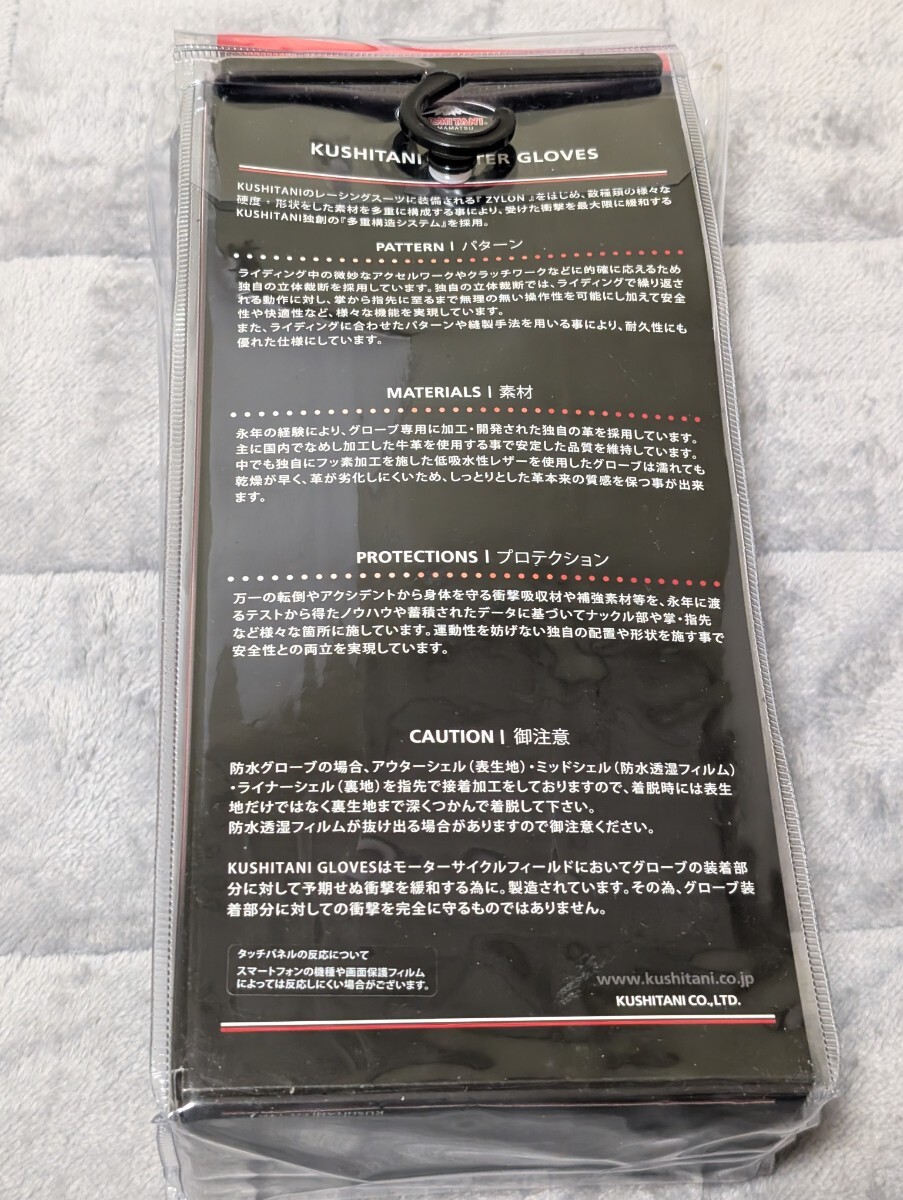 KUSHITANI
KUSHITANI GLOVES
KUSHITANIのレーシングスーツに装備される『 ZYLON 』をはじめ、数種類の様々な
硬度・形状をした素材を多重に構成する事により、受けた衝撃を最大限に緩和する
KUSHITANI独創の『多重構造システム』を採用。
PATTERN | パターン
ライディング中の微妙なアクセルワークやクラッチワークなどに的確に応えるため
独自の立体裁断を採用しています。独自の立体裁断では、ライディングで繰り返さ
れる動作に対し、掌から指先に至るまで無理の無い操作性を可能にし加えて安全
性や快適性など、様々な機能を実現しています。
また、ライディングに合わせたパターンや縫製手法を用いる事により、耐久性にも
優れた仕様にしています。
MATERIALS | 素材
永年の経験により、グローブ専用に加工・開発された独自の革を採用しています。
主に国内でなめし加工した牛革を使用する事で安定した品質を維持しています。
中でも独自にフッ素加工を施した低吸水性レザーを使用したグローブは濡れても
乾燥が早く、革が劣化しにくいため、しっとりとした革本来の質感を保つ事が出来
ます。
PROTECTIONS | プロテクション
万一の転倒やアクシデントから身体を守る衝撃吸収材や補強素材等を、永年に渡
るテストから得たノウハウや蓄積されたデータに基づいてナックル部や掌・指先
など様々な箇所に施しています。運動性を妨げない独自の配置や形状を施す事で
安全性との両立を実現しています。
CAUTION | 御注意
防水グローブの場合、アウターシェル（表生地）・ミッドシェル（防水透湿フィルム）
・ライナーシェル（裏地）を指先で接着加工をしておりますので、着脱時には表生
地だけではなく裏生地まで深くつかんで着脱して下さい。
防水透湿フィルムが抜け出る場合がありますので御注意ください。
KUSHITANI GLOVESはモーターサイクルフィールドにおいてグローブの装着部
分に対して予期せぬ衝撃を緩和する為に。製造されています。その為、グローブ装
着部分に対しての衝撃を完全に守るものではありません。
タッチパネルの反応について
スマートフォンの機種や画面保護フィルム
によっては反応しにくい場合がございます。
www.kushitani.co.jp
KUSHITANI CO.,LTD.